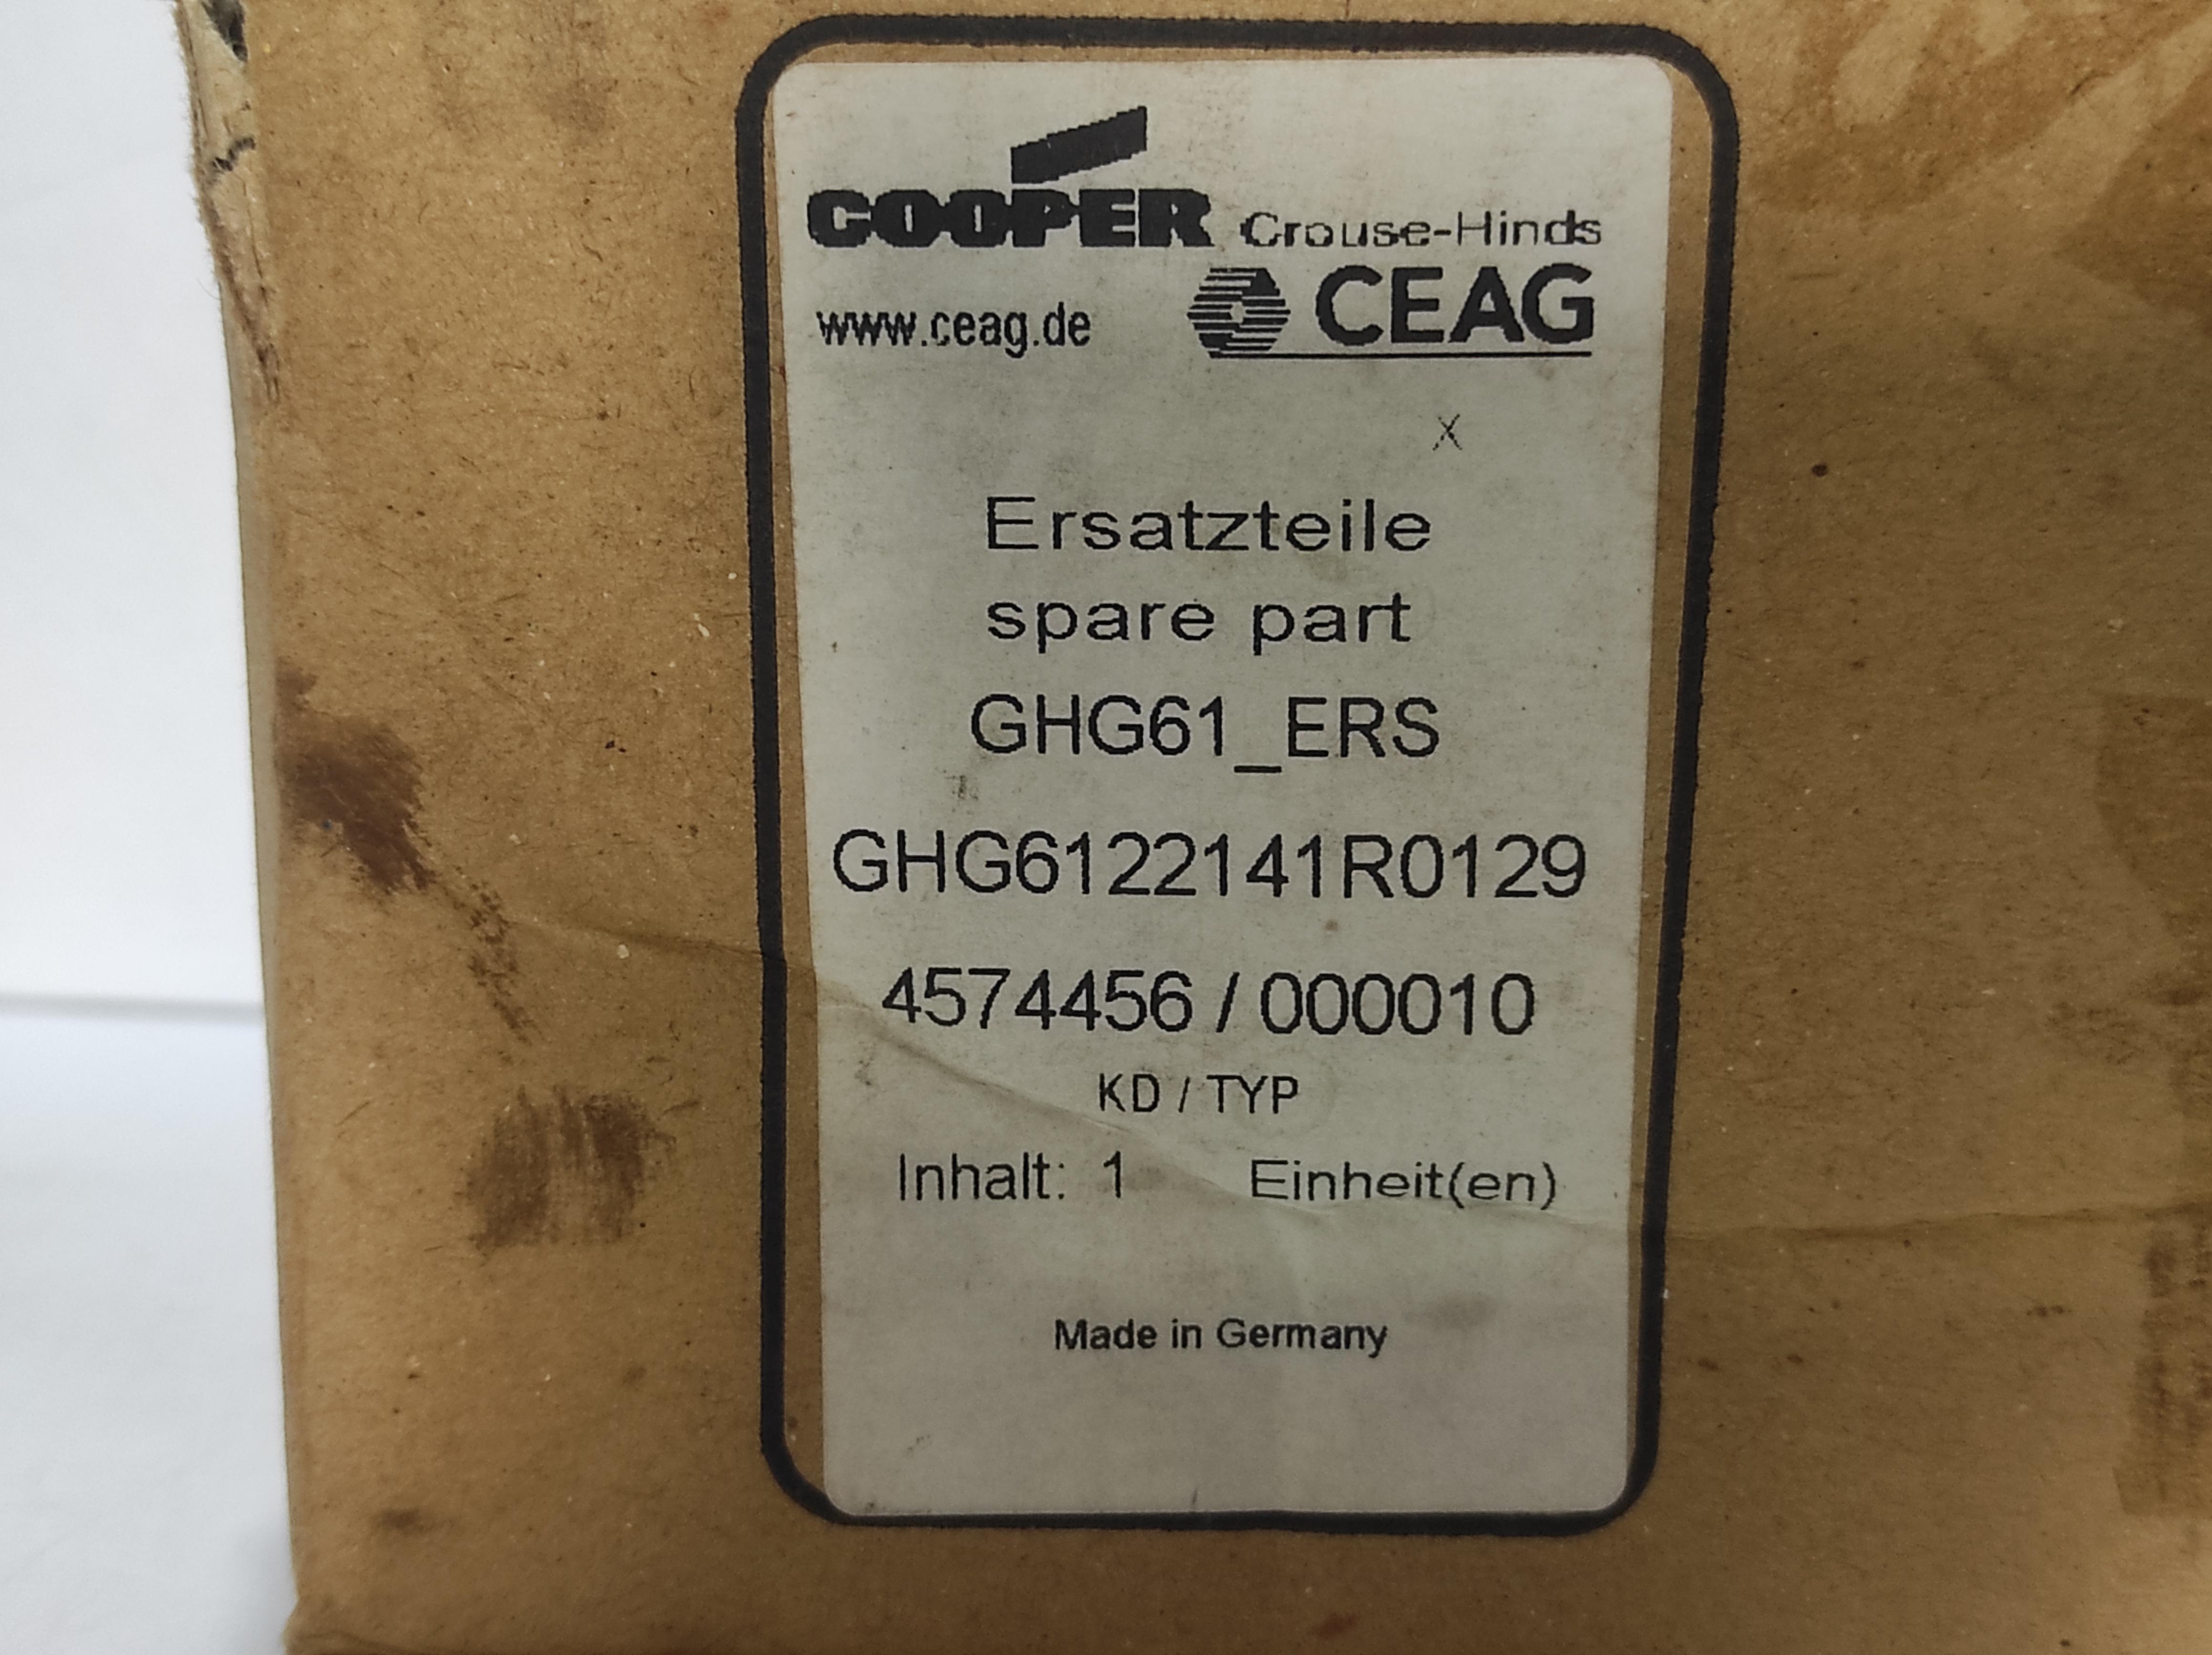 COOPER Crouse-Hinds
www.ceag.de CEAG
X
Ersatzteile
spare part
GHG61_ERS
GHG6122141R0129
4574456 / 000010
KD / TYP
Inhalt: 1 Einheit(en)
Made in Germany